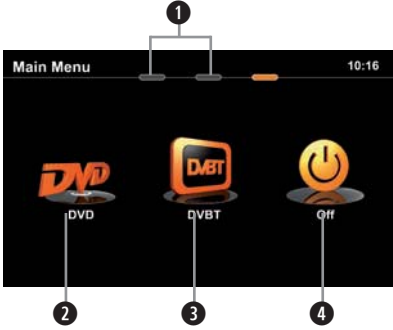 1
Main Menu 10:16
DVD DVBT
DVD DVBT Off
2 3 4